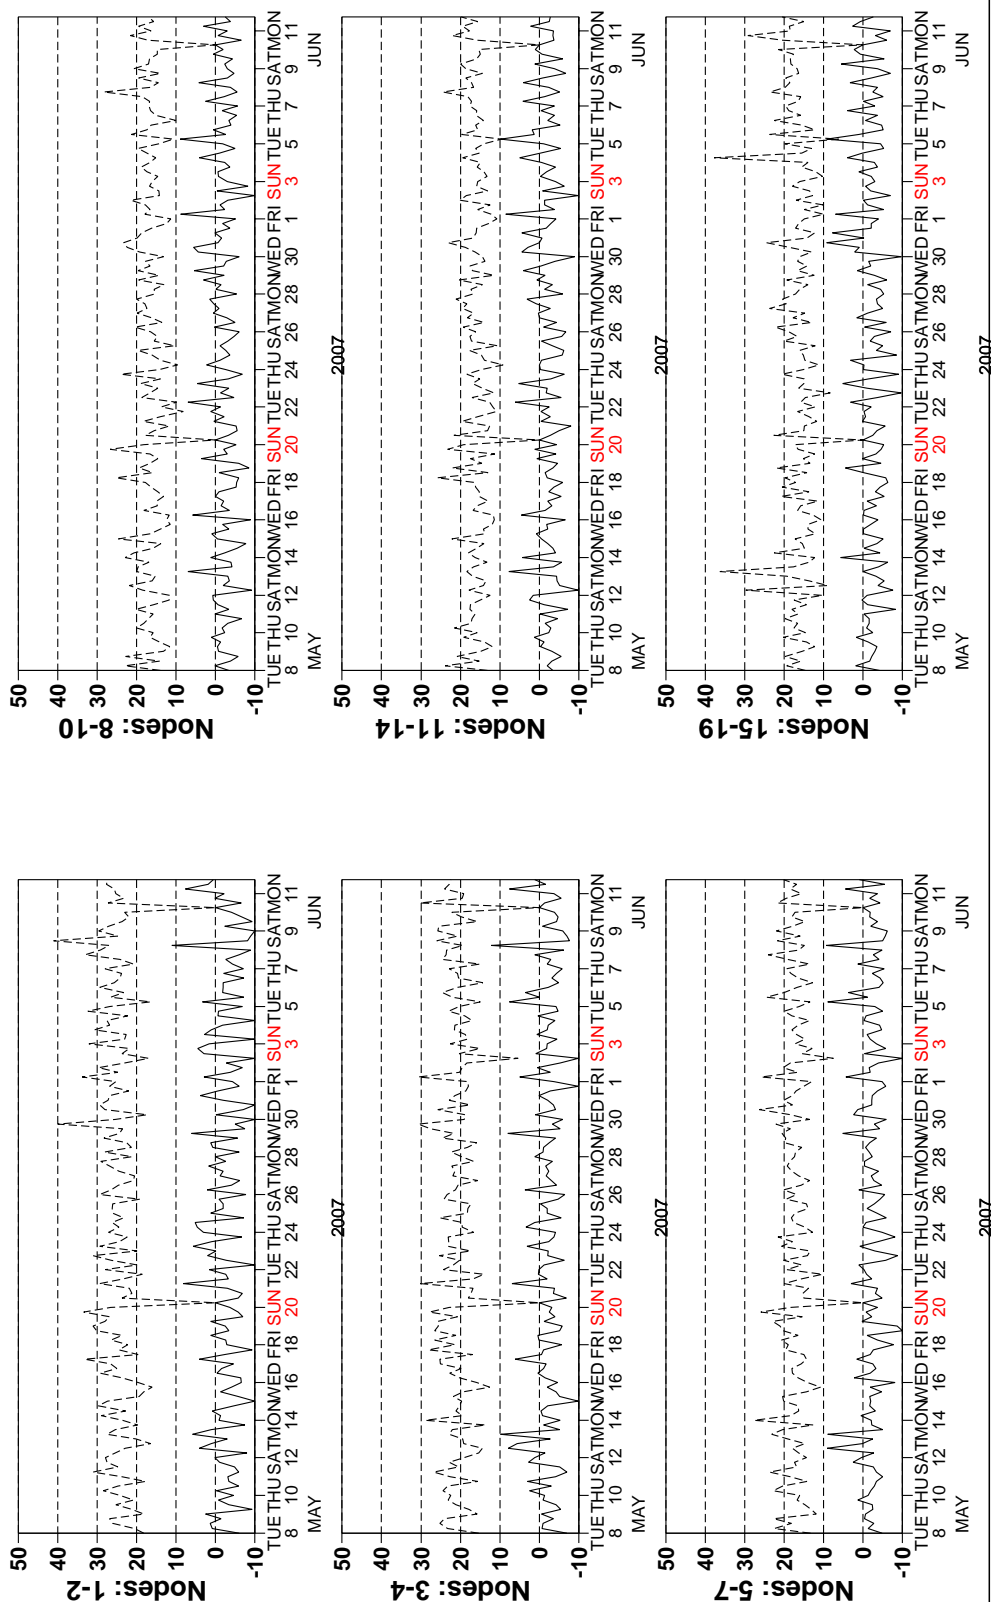 Nodes: 1-2
50
40
30
20
10
0
-10
TUE THU SAT MON WED FRI SUN TUE THU SAT MON WED FRI SUN TUE THU SAT MON
8 10 12 14 16 18 20 22 24 26 28 30 1 3 5 7 9 11
MAY JUN
2007
Nodes: 3-4
50
40
30
20
10
0
-10
TUE THU SAT MON WED FRI SUN TUE THU SAT MON WED FRI SUN TUE THU SAT MON
8 10 12 14 16 18 20 22 24 26 28 30 1 3 5 7 9 11
MAY JUN
2007
Nodes: 5-7
50
40
30
20
10
0
-10
TUE THU SAT MON WED FRI SUN TUE THU SAT MON WED FRI SUN TUE THU SAT MON
8 10 12 14 16 18 20 22 24 26 28 30 1 3 5 7 9 11
MAY JUN
2007
Nodes: 8-10
50
40
30
20
10
0
-10
TUE THU SAT MON WED FRI SUN TUE THU SAT MON WED FRI SUN TUE THU SAT MON
8 10 12 14 16 18 20 22 24 26 28 30 1 3 5 7 9 11
MAY JUN
2007
Nodes: 11-14
50
40
30
20
10
0
-10
TUE THU SAT MON WED FRI SUN TUE THU SAT MON WED FRI SUN TUE THU SAT MON
8 10 12 14 16 18 20 22 24 26 28 30 1 3 5 7 9 11
MAY JUN
2007
Nodes: 15-19
50
40
30
20
10
0
-10
TUE THU SAT MON WED FRI SUN TUE THU SAT MON WED FRI SUN TUE THU SAT MON
8 10 12 14 16 18 20 22 24 26 28 30 1 3 5 7 9 11
MAY JUN
2007